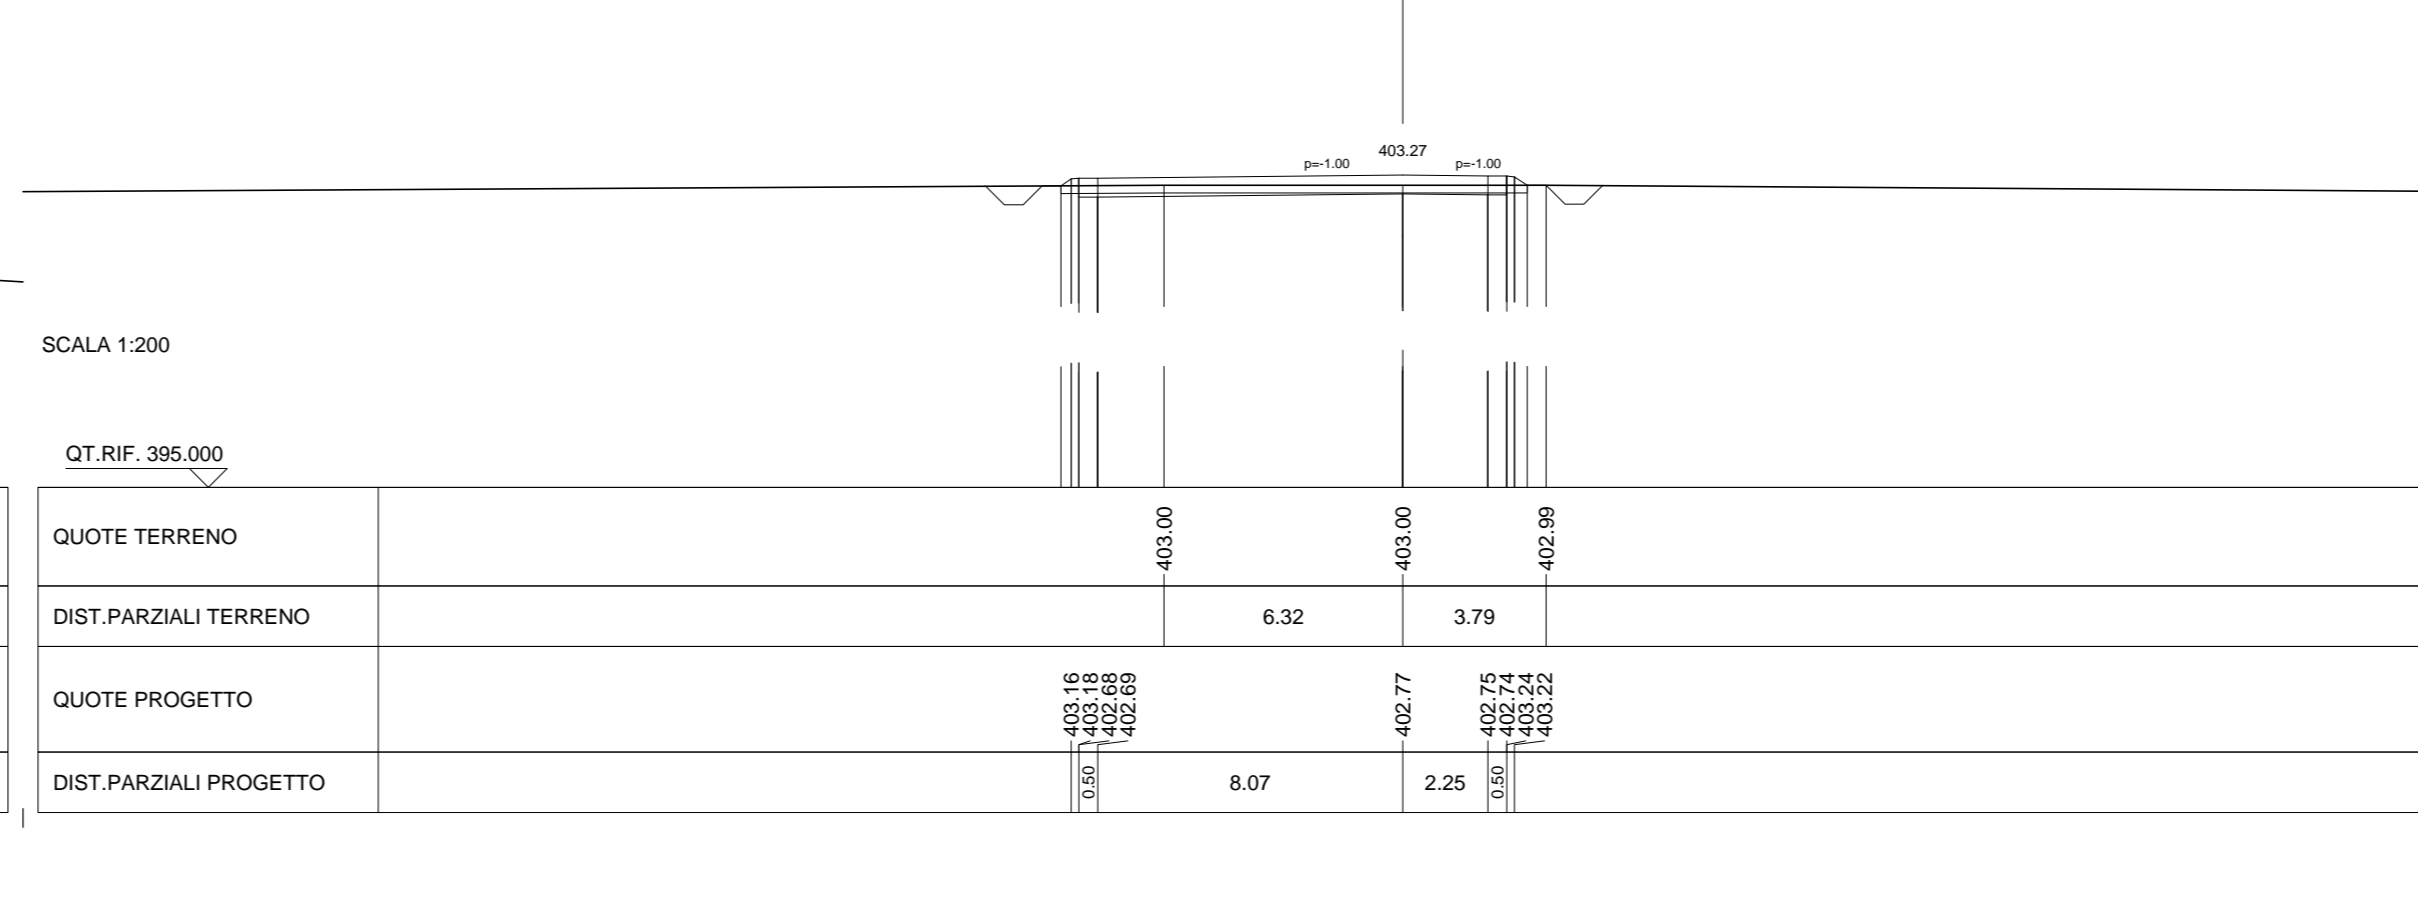 403.27
p=-1.00 p=-1.00
SCALA 1:200
QT.RIF. 395.000
QUOTE TERRENO 403.00 403.00 402.99
DIST.PARZIALI TERRENO 6.32 3.79
QUOTE PROGETTO 403.16 403.18 402.68 402.69 402.77 402.75 402.74 403.24 403.22
DIST.PARZIALI PROGETTO 0.50 8.07 2.25 0.50